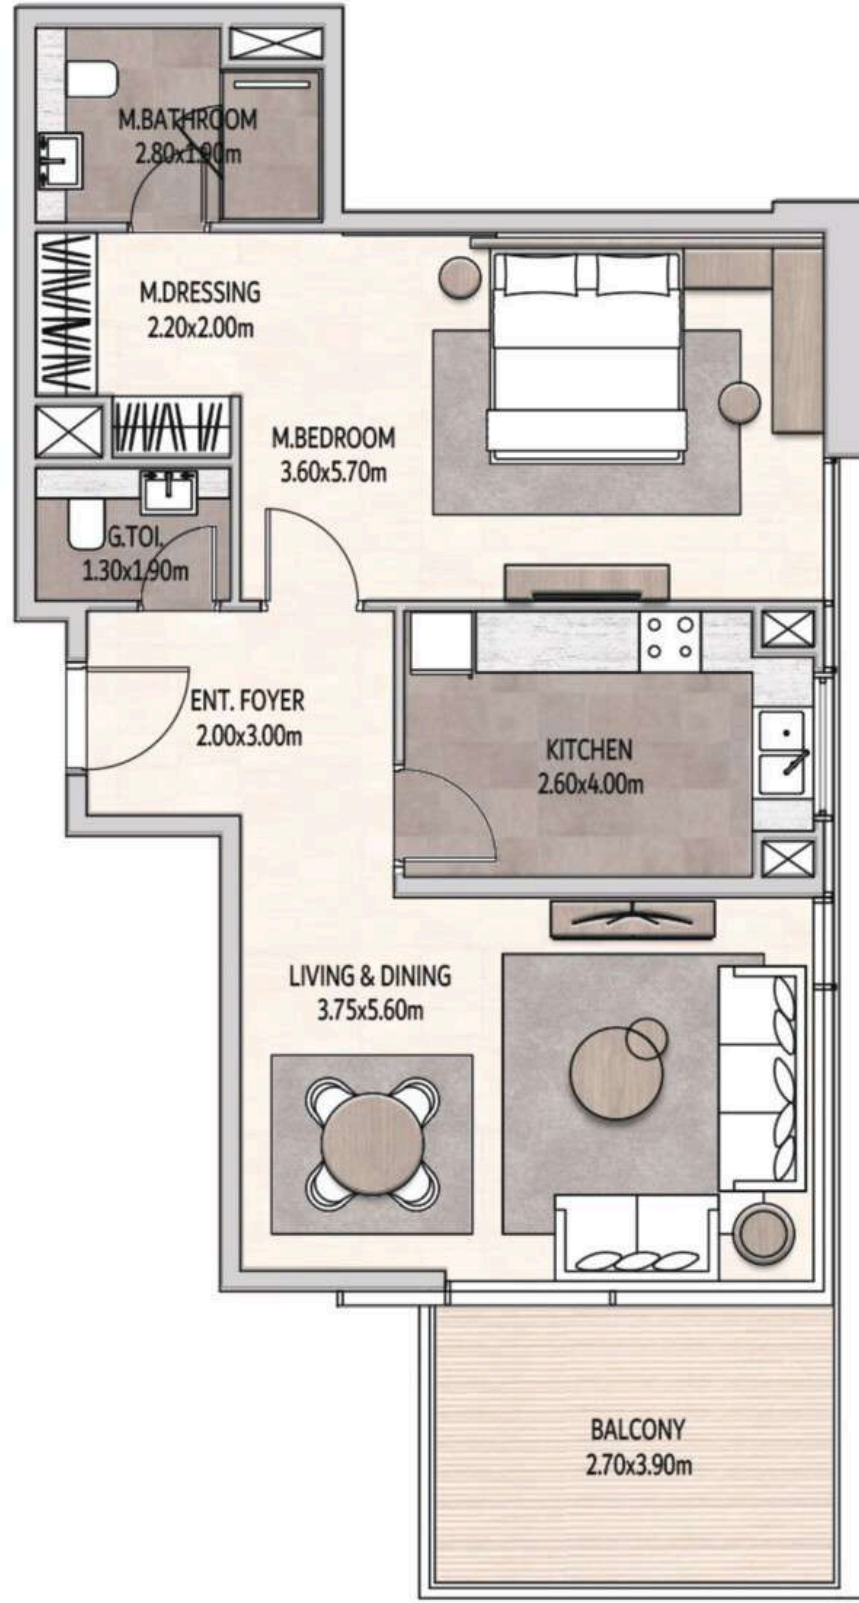 M.BATHROOM
2.80x1.90m
M.DRESSING
2.20x2.00m
M.BEDROOM
3.60x5.70m
G.TOI.
1.30x1.90m
ENT. FOYER
2.00x3.00m
KITCHEN
2.60x4.00m
LIVING & DINING
3.75x5.60m
BALCONY
2.70x3.90m